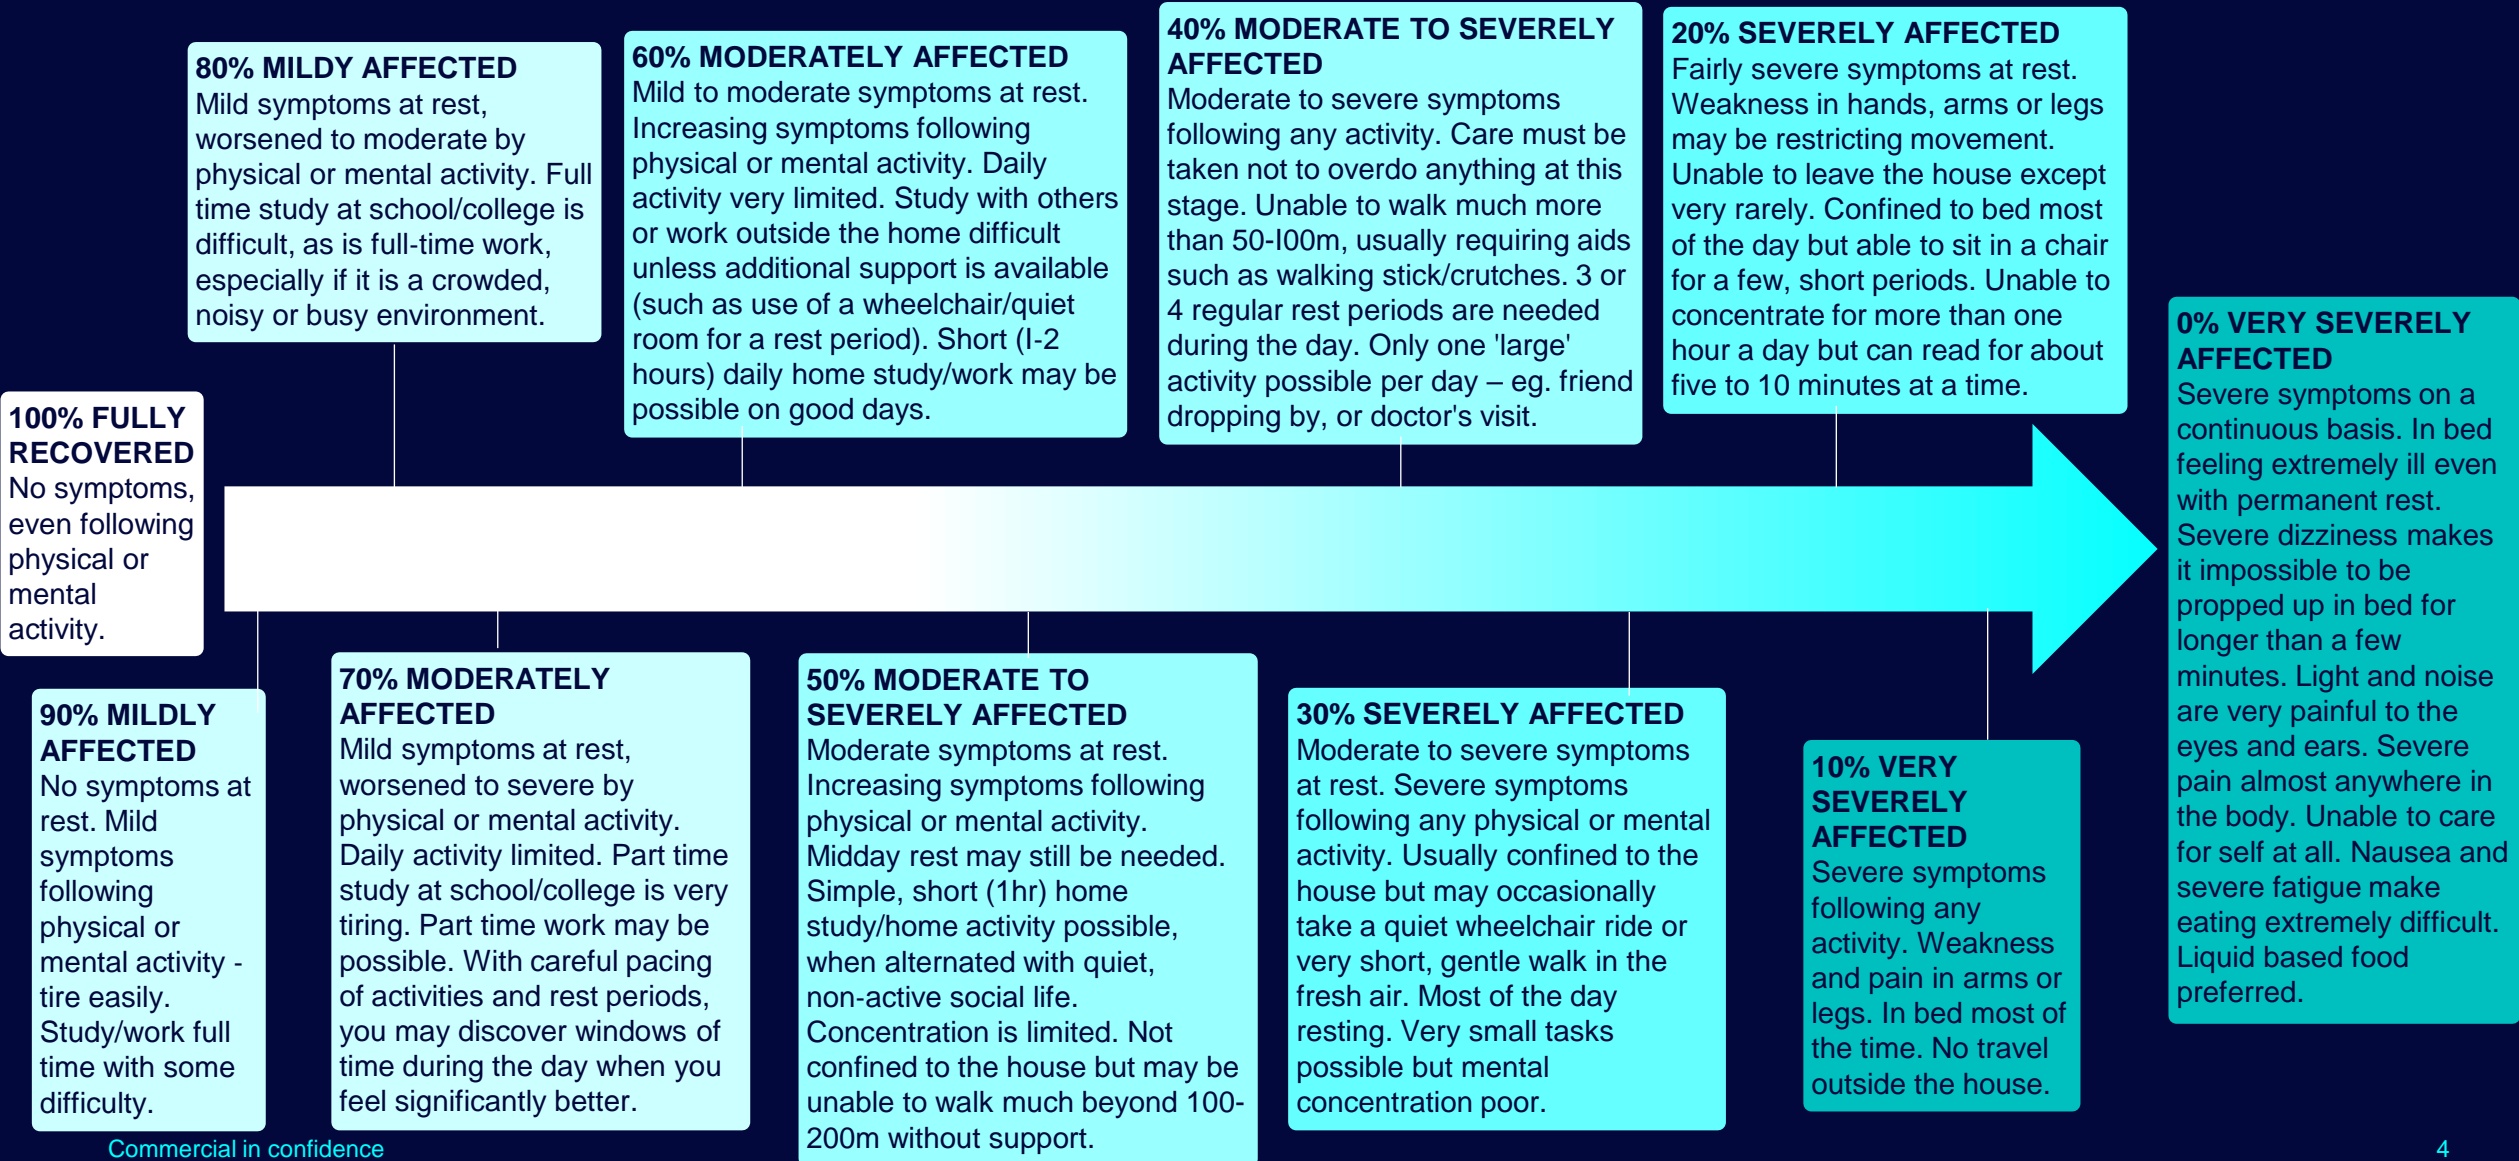 100% FULLY
RECOVERED
No symptoms,
even following
physical or
mental
activity.
90% MILDLY
AFFECTED
No symptoms at
rest. Mild
symptoms
following
physical or
mental activity -
tire easily.
Study/work full
time with some
difficulty.
80% MILDY AFFECTED
Mild symptoms at rest,
worsened to moderate by
physical or mental activity. Full
time study at school/college is
difficult, as is full-time work,
especially if it is a crowded,
noisy or busy environment.
70% MODERATELY
AFFECTED
Mild symptoms at rest,
worsened to severe by
physical or mental activity.
Daily activity limited. Part time
study at school/college is very
tiring. Part time work may be
possible. With careful pacing
of activities and rest periods,
you may discover windows of
time during the day when you
feel significantly better.
60% MODERATELY AFFECTED
Mild to moderate symptoms at rest.
Increasing symptoms following
physical or mental activity. Daily
activity very limited. Study with others
or work outside the home difficult
unless additional support is available
(such as use of a wheelchair/quiet
room for a rest period). Short (I-2
hours) daily home study/work may be
possible on good days.
50% MODERATE TO
SEVERELY AFFECTED
Moderate symptoms at rest.
Increasing symptoms following
physical or mental activity.
Midday rest may still be needed.
Simple, short (1hr) home
study/home activity possible,
when alternated with quiet,
non-active social life.
Concentration is limited. Not
confined to the house but may be
unable to walk much beyond 100-
200m without support.
40% MODERATE TO SEVERELY
AFFECTED
Moderate to severe symptoms
following any activity. Care must be
taken not to overdo anything at this
stage. Unable to walk much more
than 50-I00m, usually requiring aids
such as walking stick/crutches. 3 or
4 regular rest periods are needed
during the day. Only one 'large'
activity possible per day – eg. friend
dropping by, or doctor's visit.
30% SEVERELY AFFECTED
Moderate to severe symptoms
at rest. Severe symptoms
following any physical or mental
activity. Usually confined to the
house but may occasionally
take a quiet wheelchair ride or
very short, gentle walk in the
fresh air. Most of the day
resting. Very small tasks
possible but mental
concentration poor.
20% SEVERELY AFFECTED
Fairly severe symptoms at rest.
Weakness in hands, arms or legs
may be restricting movement.
Unable to leave the house except
very rarely. Confined to bed most
of the day but able to sit in a chair
for a few, short periods. Unable to
concentrate for more than one
hour a day but can read for about
five to 10 minutes at a time.
10% VERY
SEVERELY
AFFECTED
Severe symptoms
following any
activity. Weakness
and pain in arms or
legs. In bed most of
the time. No travel
outside the house.
0% VERY SEVERELY
AFFECTED
Severe symptoms on a
continuous basis. In bed
feeling extremely ill even
with permanent rest.
Severe dizziness makes
it impossible to be
propped up in bed for
longer than a few
minutes. Light and noise
are very painful to the
eyes and ears. Severe
pain almost anywhere in
the body. Unable to care
for self at all. Nausea and
severe fatigue make
eating extremely difficult.
Liquid based food
preferred.
Commercial in confidence
4